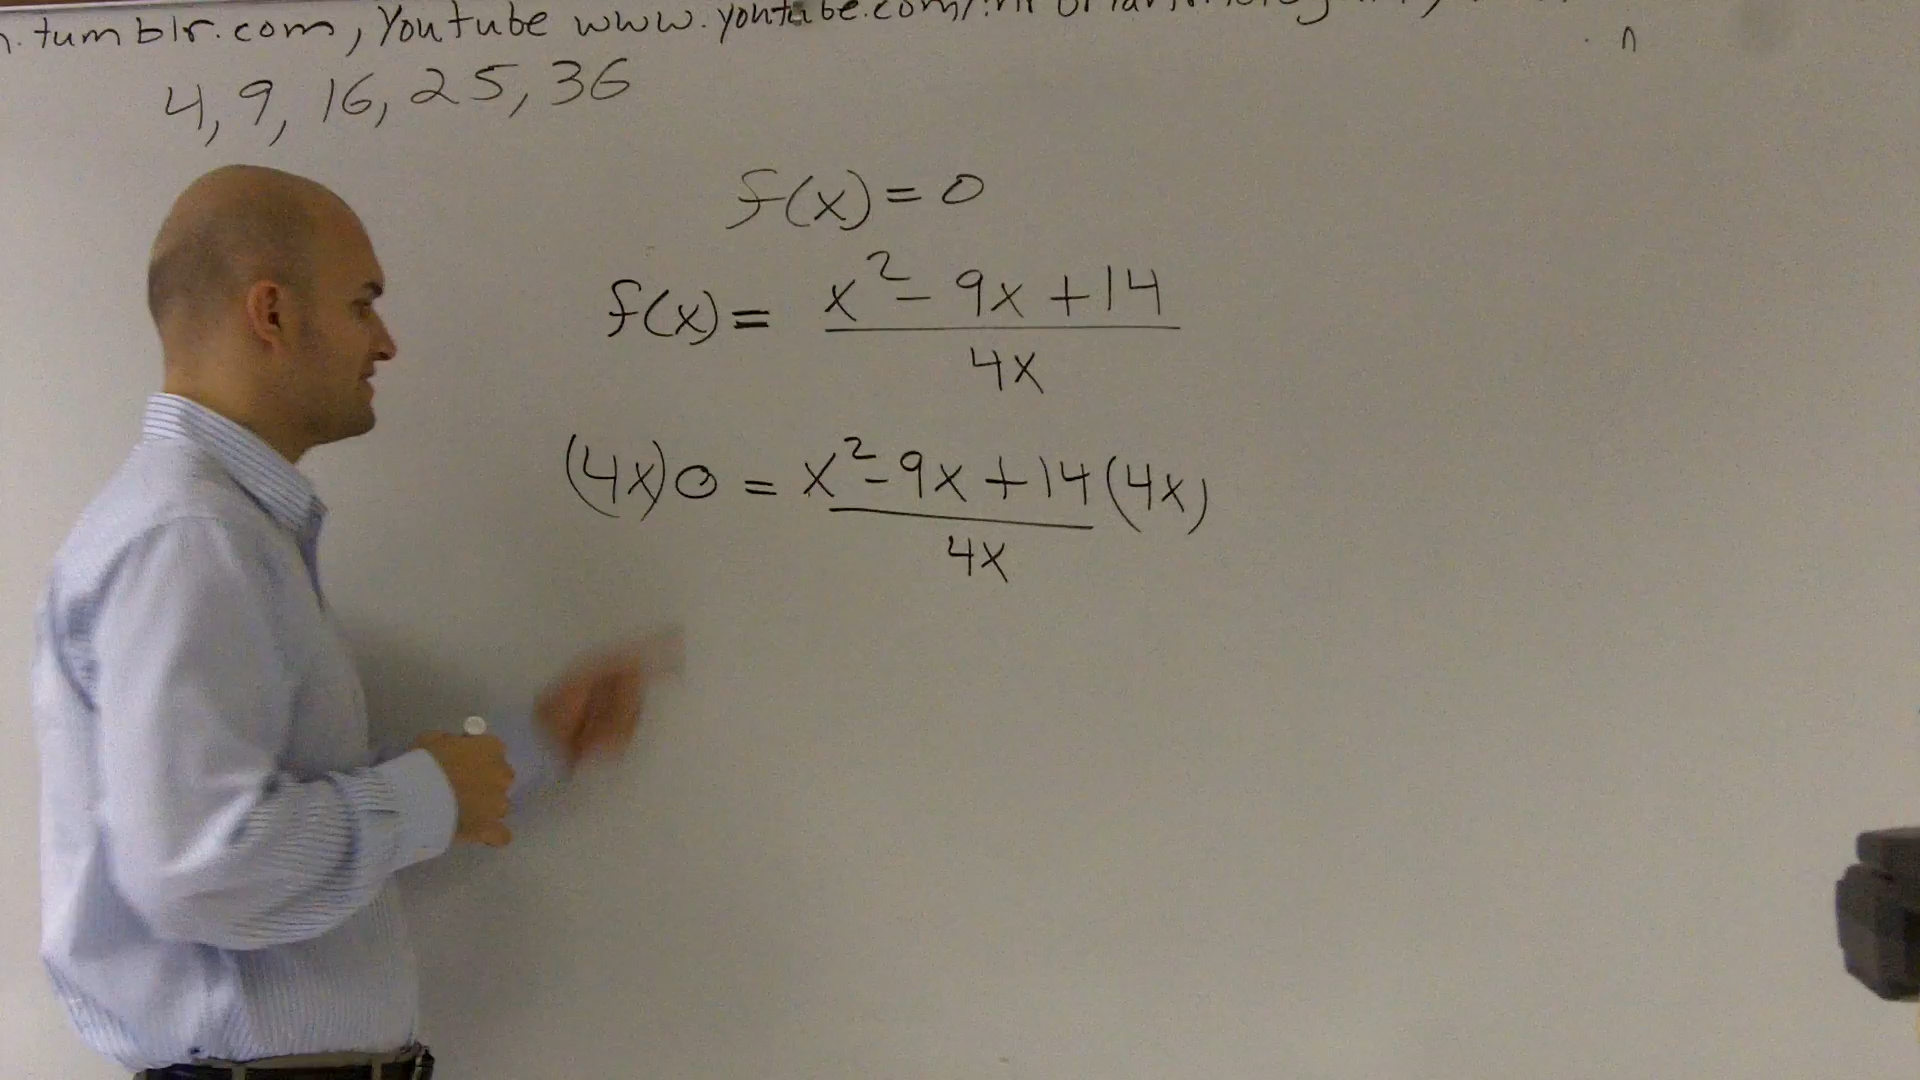 .tumblr.com, Youtube www.youtube.com/
4, 9, 16, 25, 36
f(x) = 0
f(x) = x² - 9x + 14
4x
(4x) 0 = x² - 9x + 14 (4x)
4x